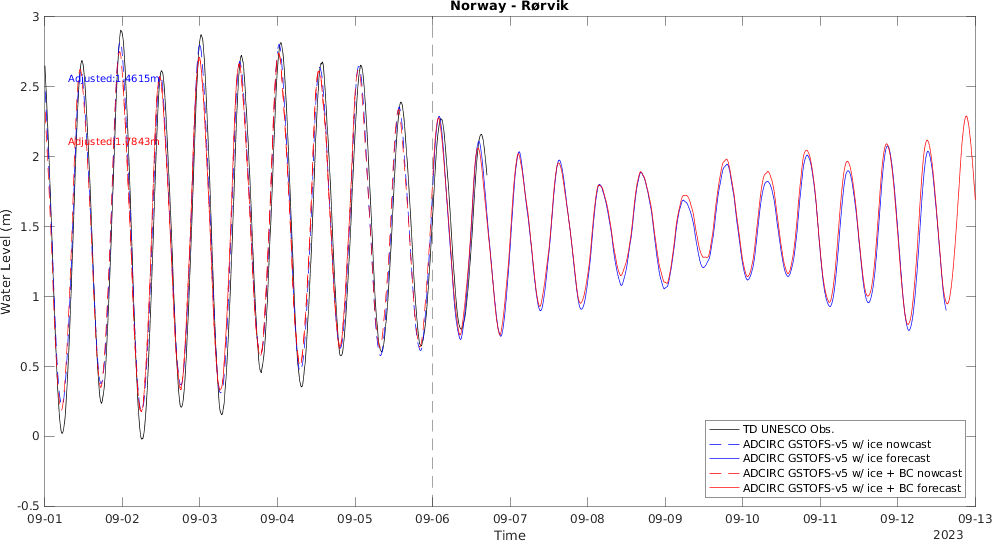 Norway - Rørvik
3
2.5
2
1.5
1
0.5
0
-0.5
Water Level (m)
Adjusted:1.4615m
Adjusted:1.7843m
TD UNESCO Obs.
ADCIRC GSTOFS-v5 w/ ice nowcast
ADCIRC GSTOFS-v5 w/ ice forecast
ADCIRC GSTOFS-v5 w/ ice + BC nowcast
ADCIRC GSTOFS-v5 w/ ice + BC forecast
09-01 09-02 09-03 09-04 09-05 09-06 09-07 09-08 09-09 09-10 09-11 09-12 09-13
Time
2023